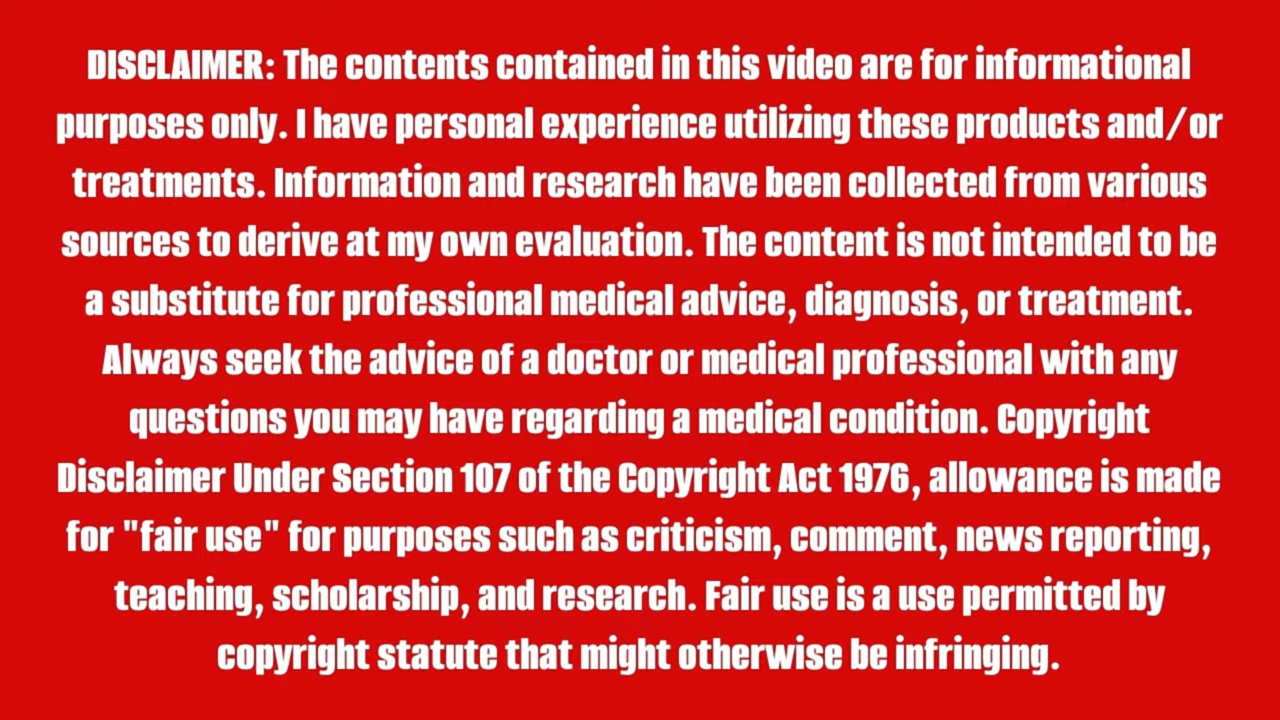 DISCLAIMER: The contents contained in this video are for informational
purposes only. I have personal experience utilizing these products and/or
treatments. Information and research have been collected from various
sources to derive at my own evaluation. The content is not intended to be
a substitute for professional medical advice, diagnosis, or treatment.
Always seek the advice of a doctor or medical professional with any
questions you may have regarding a medical condition. Copyright
Disclaimer Under Section 107 of the Copyright Act 1976, allowance is made
for "fair use" for purposes such as criticism, comment, news reporting,
teaching, scholarship, and research. Fair use is a use permitted by
copyright statute that might otherwise be infringing.